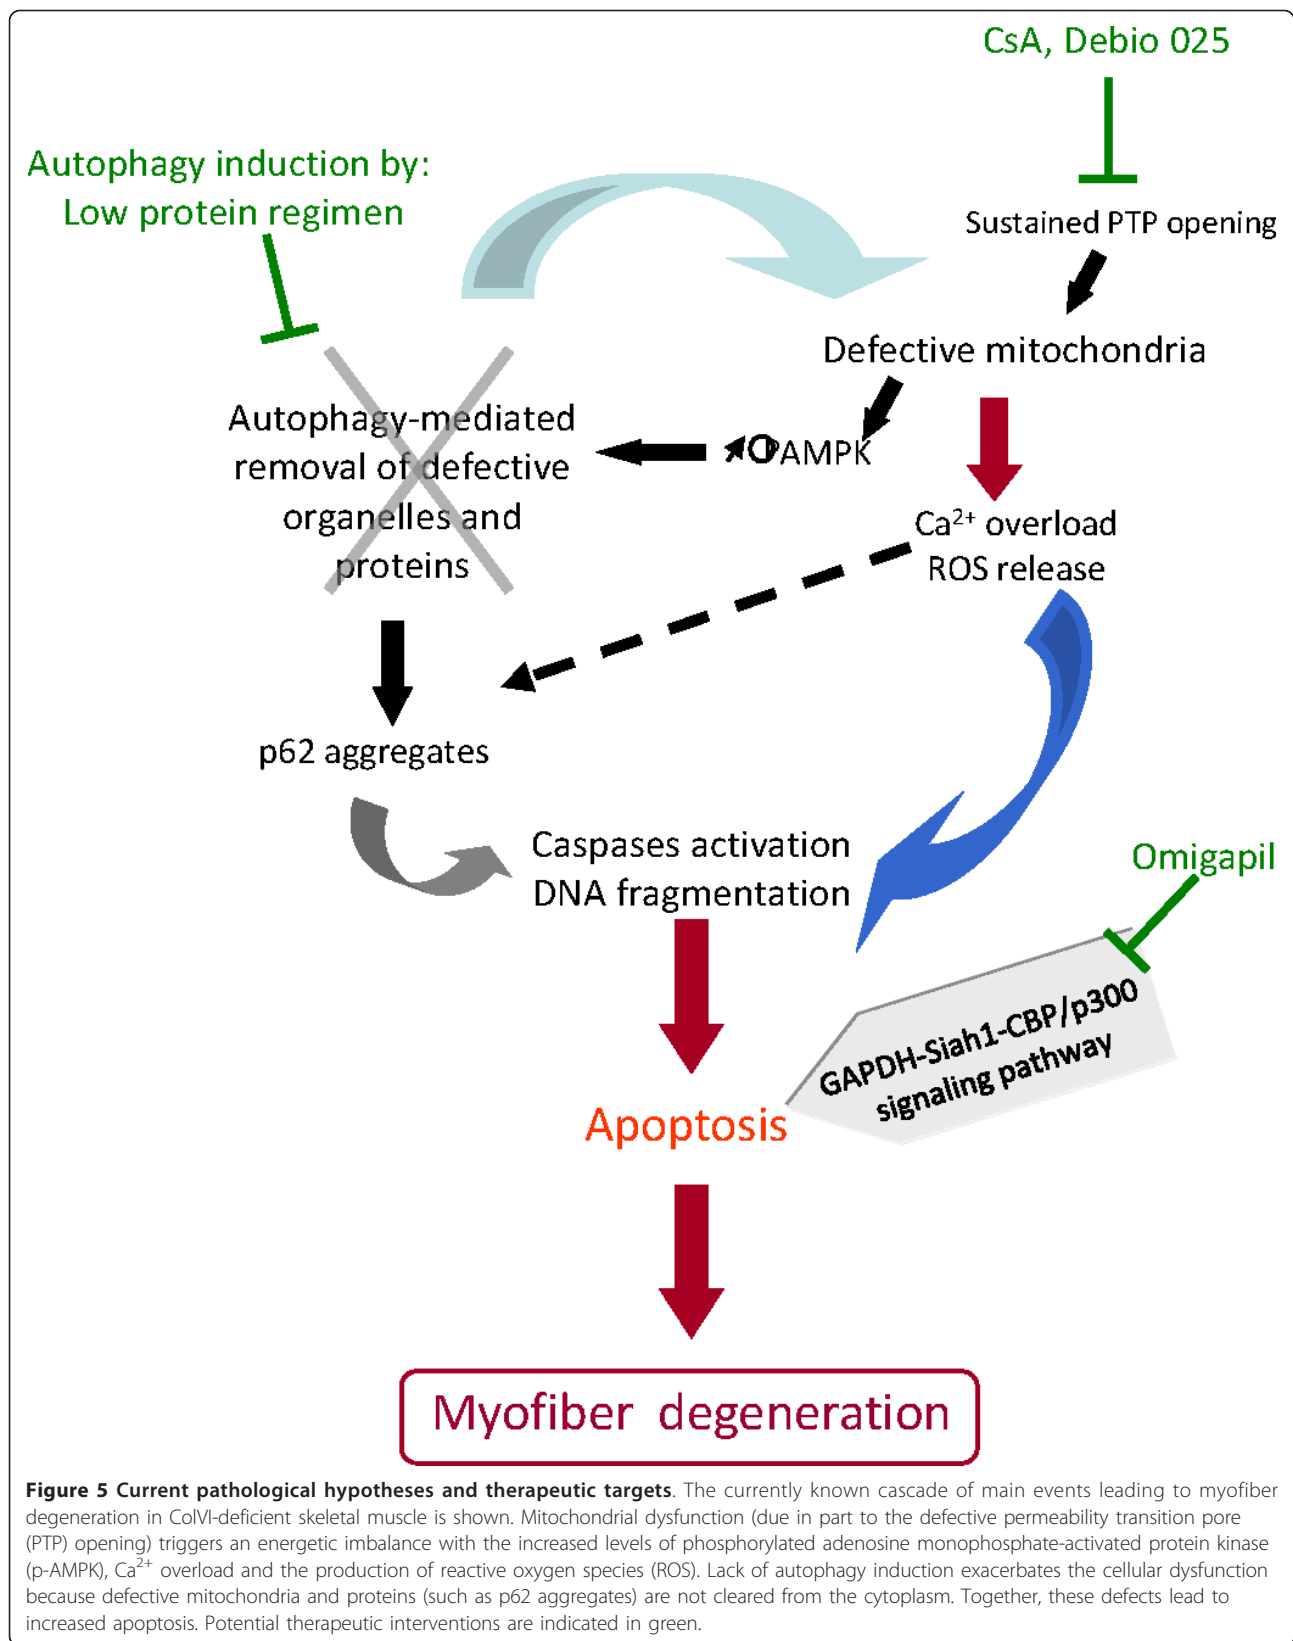 CsA, Debio 025
Autophagy induction by:
Low protein regimen
Sustained PTP opening
Defective mitochondria
Autophagy-mediated
removal of defective
organelles and
proteins
PAMPK
Ca²⁺ overload
ROS release
p62 aggregates
Caspases activation
DNA fragmentation
Omigapil
GAPDH-Siah1-CBP/p300
signaling pathway
Apoptosis
Myofiber degeneration
Figure 5 Current pathological hypotheses and therapeutic targets. The currently known cascade of main events leading to myofiber
degeneration in ColVI-deficient skeletal muscle is shown. Mitochondrial dysfunction (due in part to the defective permeability transition pore
(PTP) opening) triggers an energetic imbalance with the increased levels of phosphorylated adenosine monophosphate-activated protein kinase
(p-AMPK), Ca²⁺ overload and the production of reactive oxygen species (ROS). Lack of autophagy induction exacerbates the cellular dysfunction
because defective mitochondria and proteins (such as p62 aggregates) are not cleared from the cytoplasm. Together, these defects lead to
increased apoptosis. Potential therapeutic interventions are indicated in green.